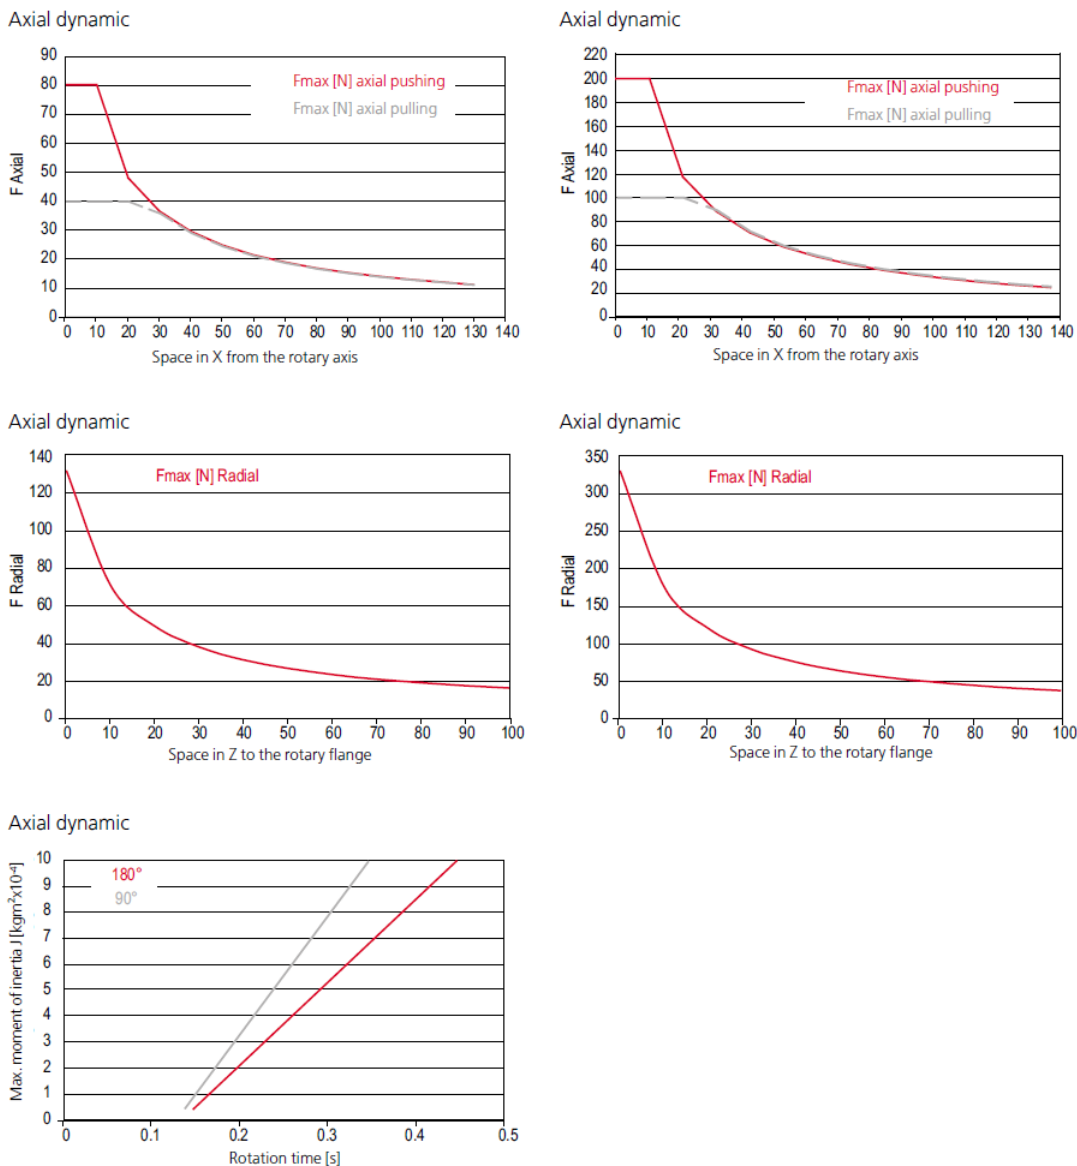 Axial dynamic
90
80
70
60
50
40
30
20
10
0
F Axial
Fmax [N] axial pushing
Fmax [N] axial pulling
0 10 20 30 40 50 60 70 80 90 100 110 120 130 140
Space in X from the rotary axis
Axial dynamic
220
200
180
160
140
120
100
80
60
40
20
0
F Axial
Fmax [N] axial pushing
Fmax [N] axial pulling
0 10 20 30 40 50 60 70 80 90 100 110 120 130 140
Space in X from the rotary axis
Axial dynamic
140
120
100
80
60
40
20
0
F Radial
Fmax [N] Radial
0 10 20 30 40 50 60 70 80 90 100
Space in Z to the rotary flange
Axial dynamic
350
300
250
200
150
100
50
0
F Radial
Fmax [N] Radial
0 10 20 30 40 50 60 70 80 90 100
Space in Z to the rotary flange
Axial dynamic
10
9
8
7
6
5
4
3
2
1
0
Max. moment of inertia J [kgm²x10⁻⁴]
180°
90°
0 0.1 0.2 0.3 0.4 0.5
Rotation time [s]